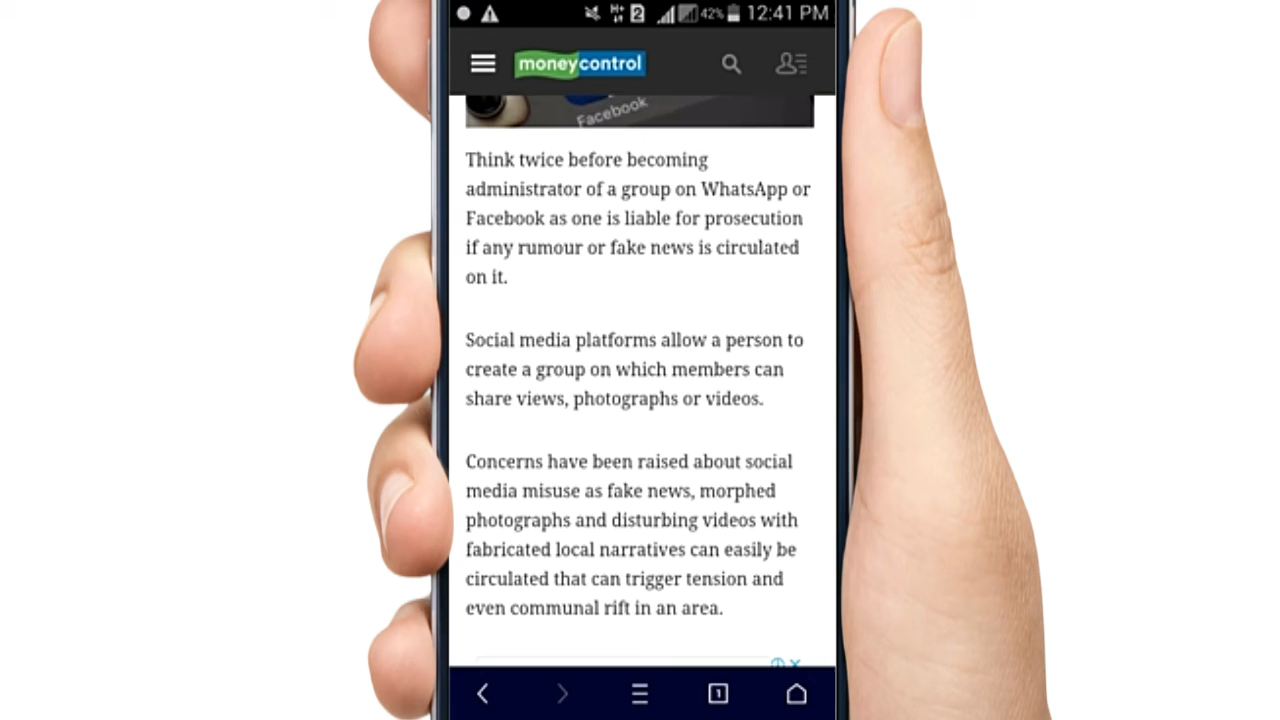 2 42% 12:41 PM
moneycontrol
Facebook
Think twice before becoming
administrator of a group on WhatsApp or
Facebook as one is liable for prosecution
if any rumour or fake news is circulated
on it.
Social media platforms allow a person to
create a group on which members can
share views, photographs or videos.
Concerns have been raised about social
media misuse as fake news, morphed
photographs and disturbing videos with
fabricated local narratives can easily be
circulated that can trigger tension and
even communal rift in an area.
1